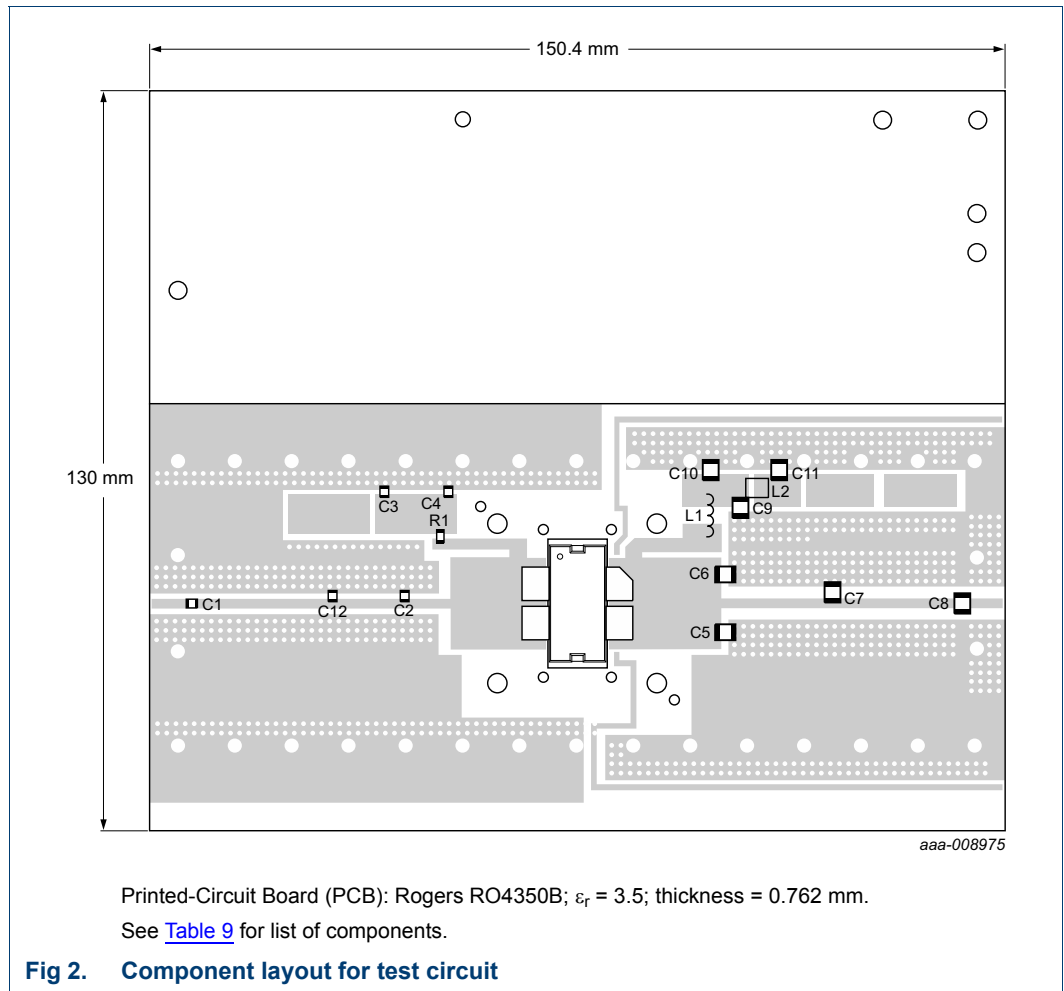 150.4 mm
130 mm
C10
C11
L2
C3
C4
L1
C9
R1
C6
C1
C12
C2
C7
C8
C5
aaa-008975
Printed-Circuit Board (PCB): Rogers RO4350B; εr = 3.5; thickness = 0.762 mm.
See Table 9 for list of components.
Fig 2. Component layout for test circuit